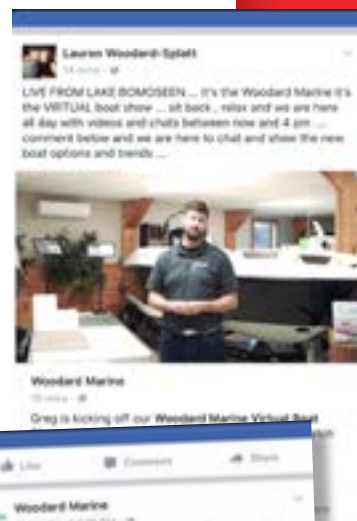 Lauren Woodard-Splatt
14 mins
LIVE FROM LAKE BOMOSEEN ... It's the Woodard Marine it's
the VIRTUAL boat show ... sit back , relax and we are here
all day with videos and chats between now and 4 pm ...
comment below and we are here to chat and show the new
boat options and trends ...
Woodard Marine
mins
Greg is kicking off our Woodard Marine Virtual Boat
Like Comment Share
Woodard Marine